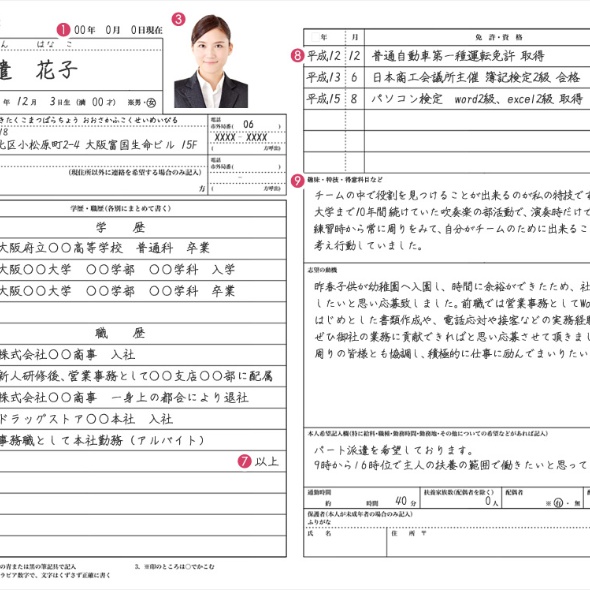 1 00年 0月 0日現在
3
ん はなこ
遣 花子
年 12月 3日生 (満 00才) ※男・女
きたくこまつばらちょう おおさかふこくせいめいびる
18
北区小松原町2-4 大阪富国生命ビル 15F
電話
市外局番( 06 )
XXXX - XXXX
(方呼出)
(現住所以外に連絡を希望する場合のみ記入)
方
電話
市外局番( )
(方呼出)
学歴・職歴(各別にまとめて書く)
学 歴
大阪府立〇〇高等学校 普通科 卒業
大阪〇〇大学 〇〇学部 〇〇学科 入学
大阪〇〇大学 〇〇学部 〇〇学科 卒業
職 歴
株式会社〇〇商事 入社
新人研修後、営業事務として〇〇支店〇〇部に配属
株式会社〇〇商事 一身上の都合により退社
ドラッグストア〇〇本社 入社
事務職として本社勤務(アルバイト)
7 以上
の青または黒の筆記具で記入
3、※印のところは〇でかこむ
ラビア数字で、文字はくずさず正確に書く
年 月 免許・資格
8 平成12 12 普通自動車第一種運転免許 取得
平成13 6 日本商工会議所主催 簿記検定2級 合格
平成15 8 パソコン検定 word2級、excel2級 取得
9 趣味・特技・得意科目など
チームの中で役割を見つけることが出来るのが私の特技です
大学まで10年間続けていた吹奏楽の部活動で、演奏時だけで
練習時から常に周りをみて、自分がチームのために出来るこ
考え行動していました。
志望の動機
昨春子供が幼稚園へ入園し、時間に余裕ができたため、社
したいと思い応募致しました。前職では営業事務としてWo
はじめとした書類作成や、電話応対や接客などの実務経験
ぜひ御社の業務に貢献できればと思い応募させて頂きまし
周りの皆様とも協調し、積極的に仕事に励んでまいりたい
本人希望記入欄(特に給料・職種・勤務時間・勤務地・その他についての希望などがあれば記入)
パート派遣を希望しております。
9時から16時位で主人の扶養の範囲で働きたいと思って
通勤時間
約 時間 40分
扶養家族数(配偶者を除く)
0人
配偶者
※有・無
保護者(本人が未成年者の場合のみ記入)
ふりがな
氏 名
住 所 〒